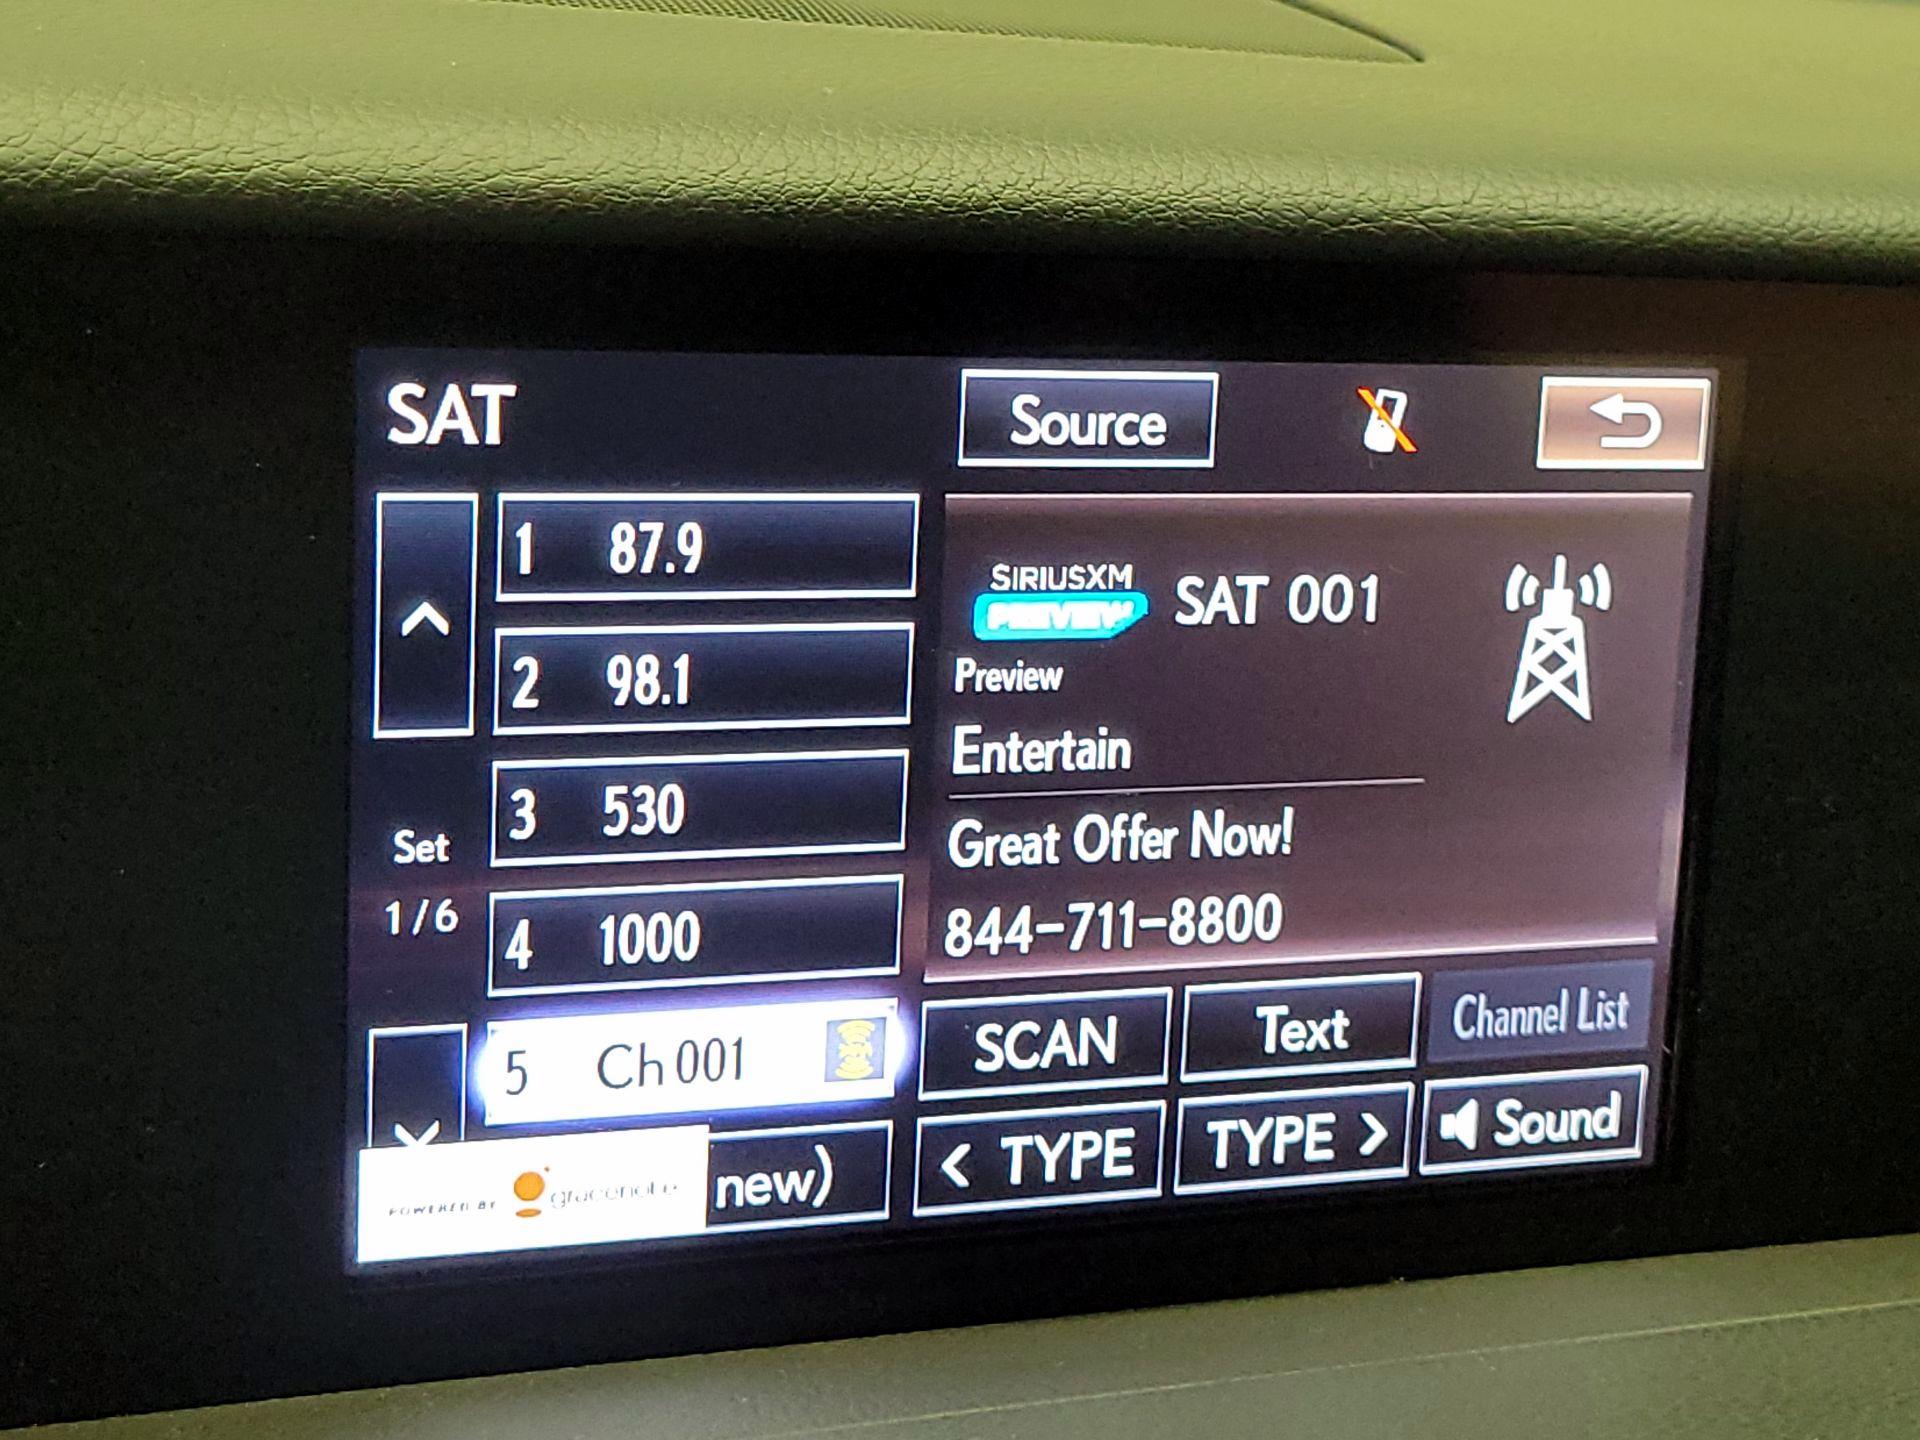 SAT
Source
1 87.9
2 98.1
3 530
4 1000
5 Ch 001
new)
Set
1/6
SIRIUSXM
PREVIEW
SAT 001
Preview
Entertain
Great Offer Now!
844-711-8800
SCAN
Text
Channel List
< TYPE
TYPE >
Sound
POWERED BY gracenote